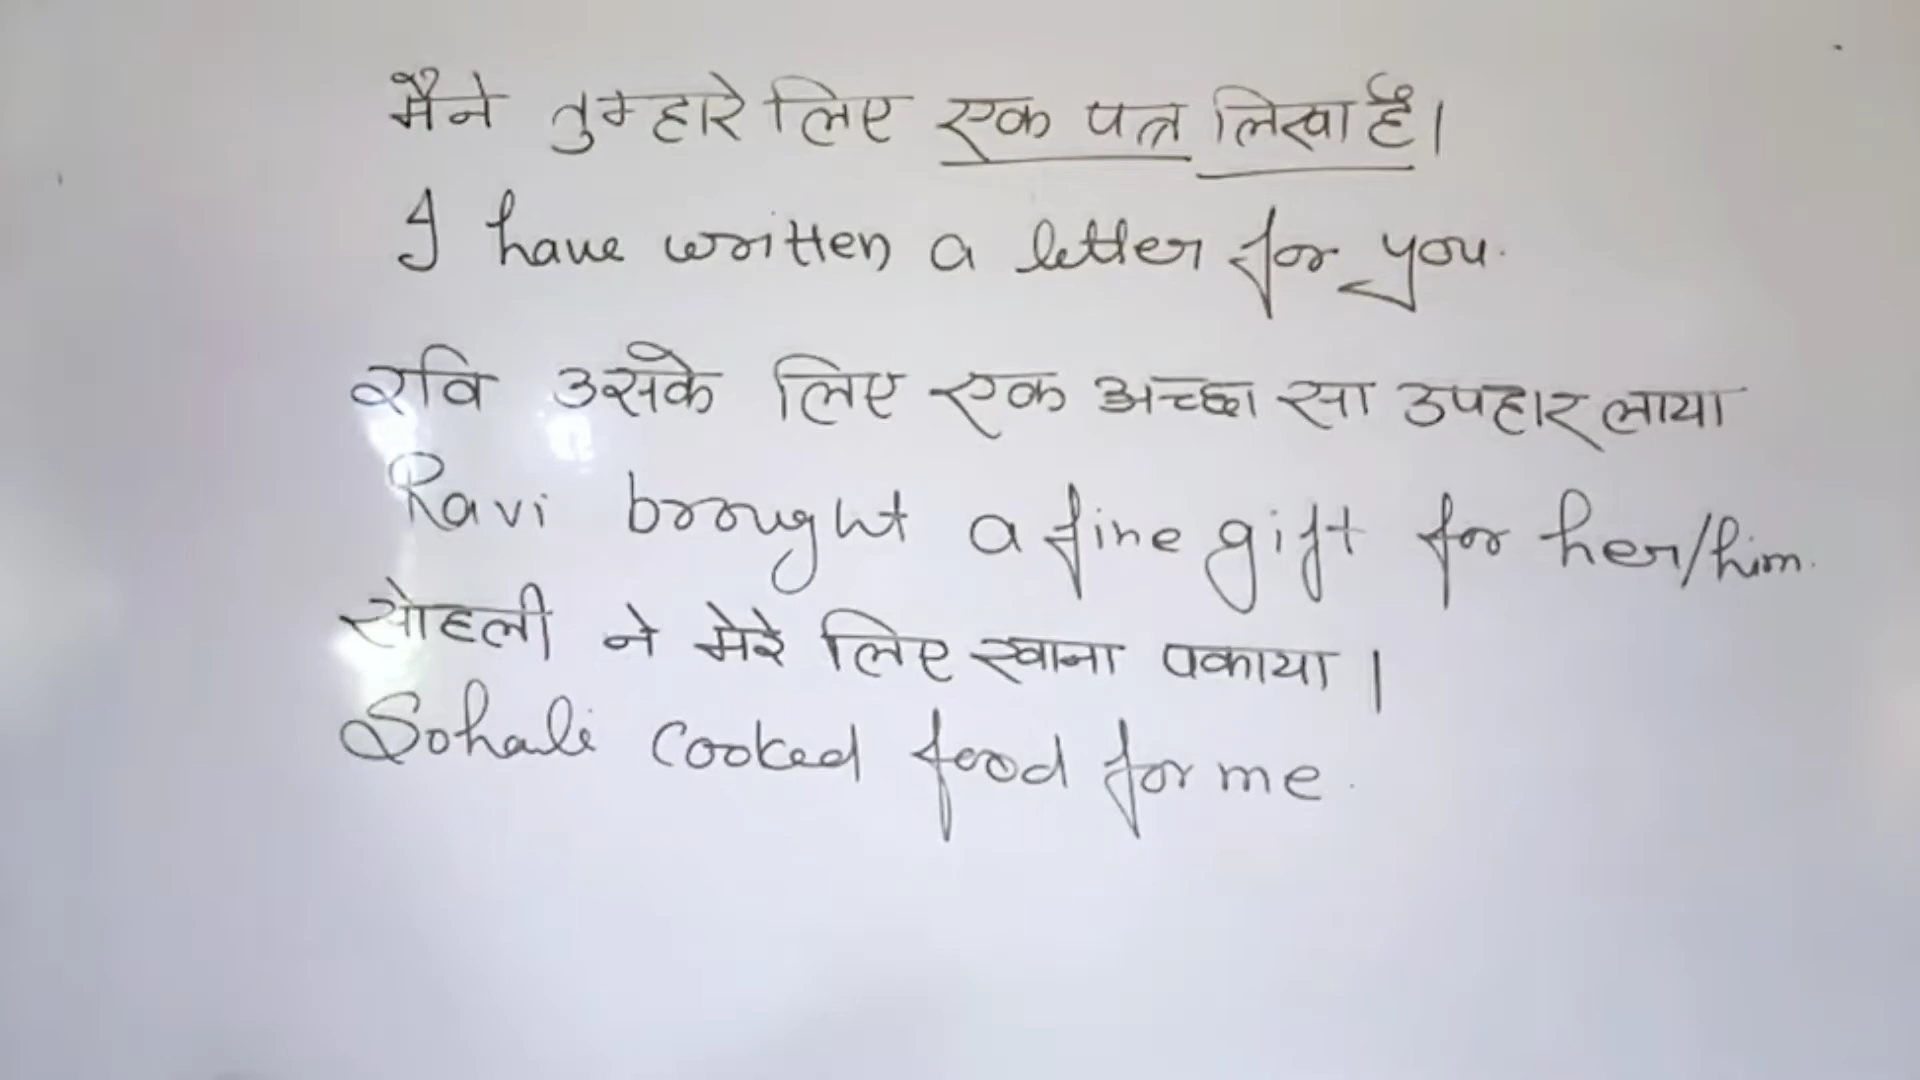 मैने तुम्हारे लिए एक पत्र लिखा है।
I have written a letter for you.
रवि उसके लिए एक अच्छा सा उपहार लाया
Ravi brought a fine gift for her/him.
सोहली ने मेरे लिए खाना पकाया।
Sohali cooked food for me.